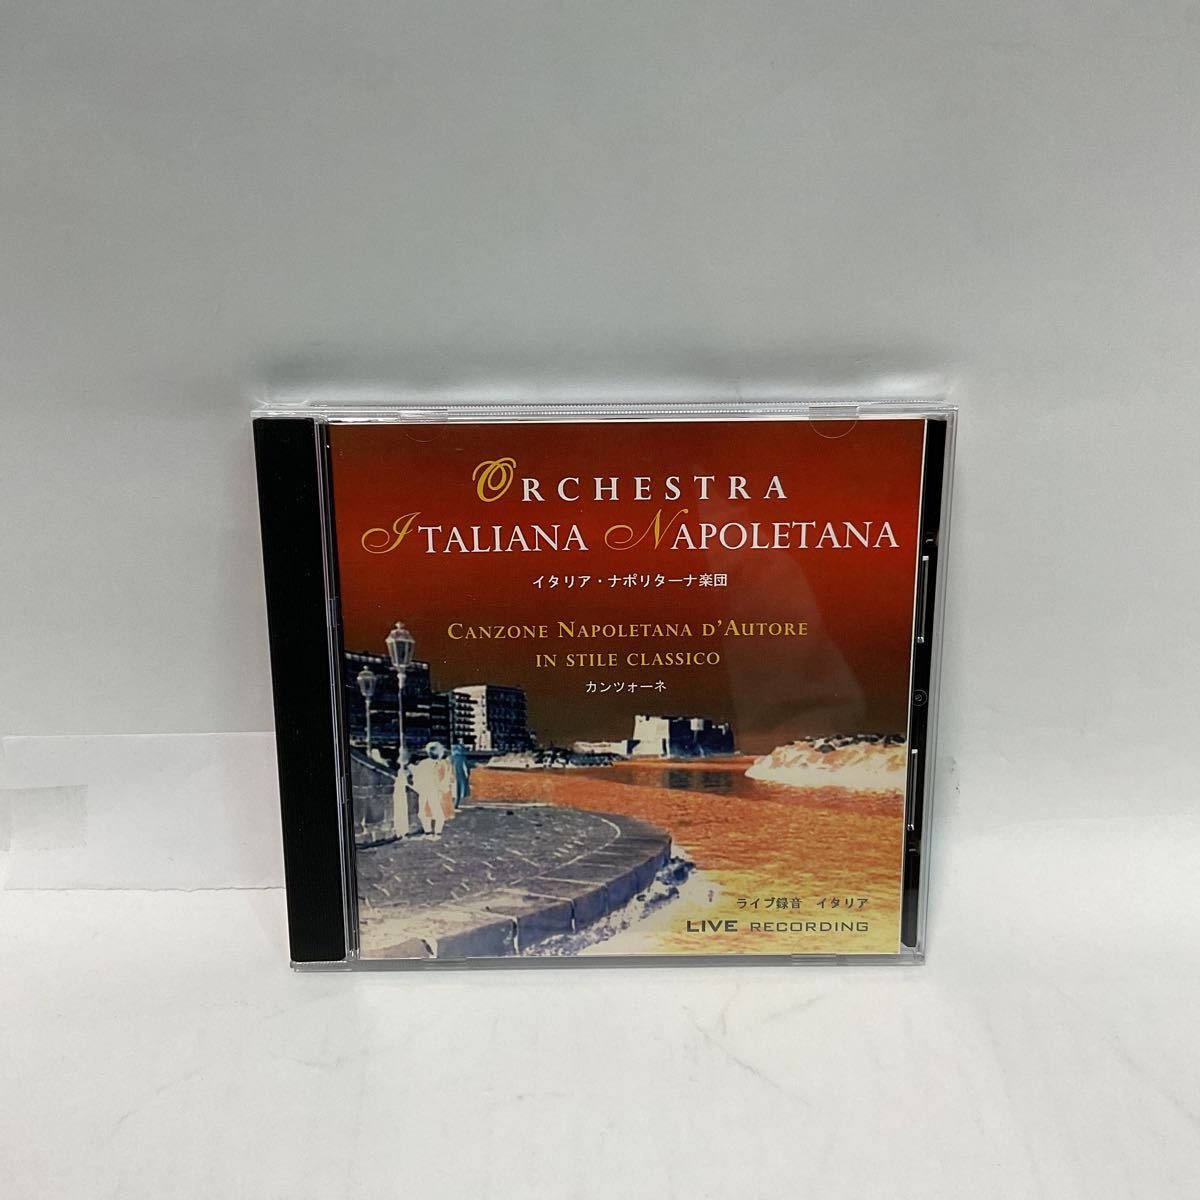 ORCHESTRA
ITALIANA NAPOLETANA
イタリア・ナポリターナ楽団
CANZONE NAPOLETANA D'AUTORE
IN STILE CLASSICO
カンツォーネ
ライブ録音 イタリア
LIVE RECORDING